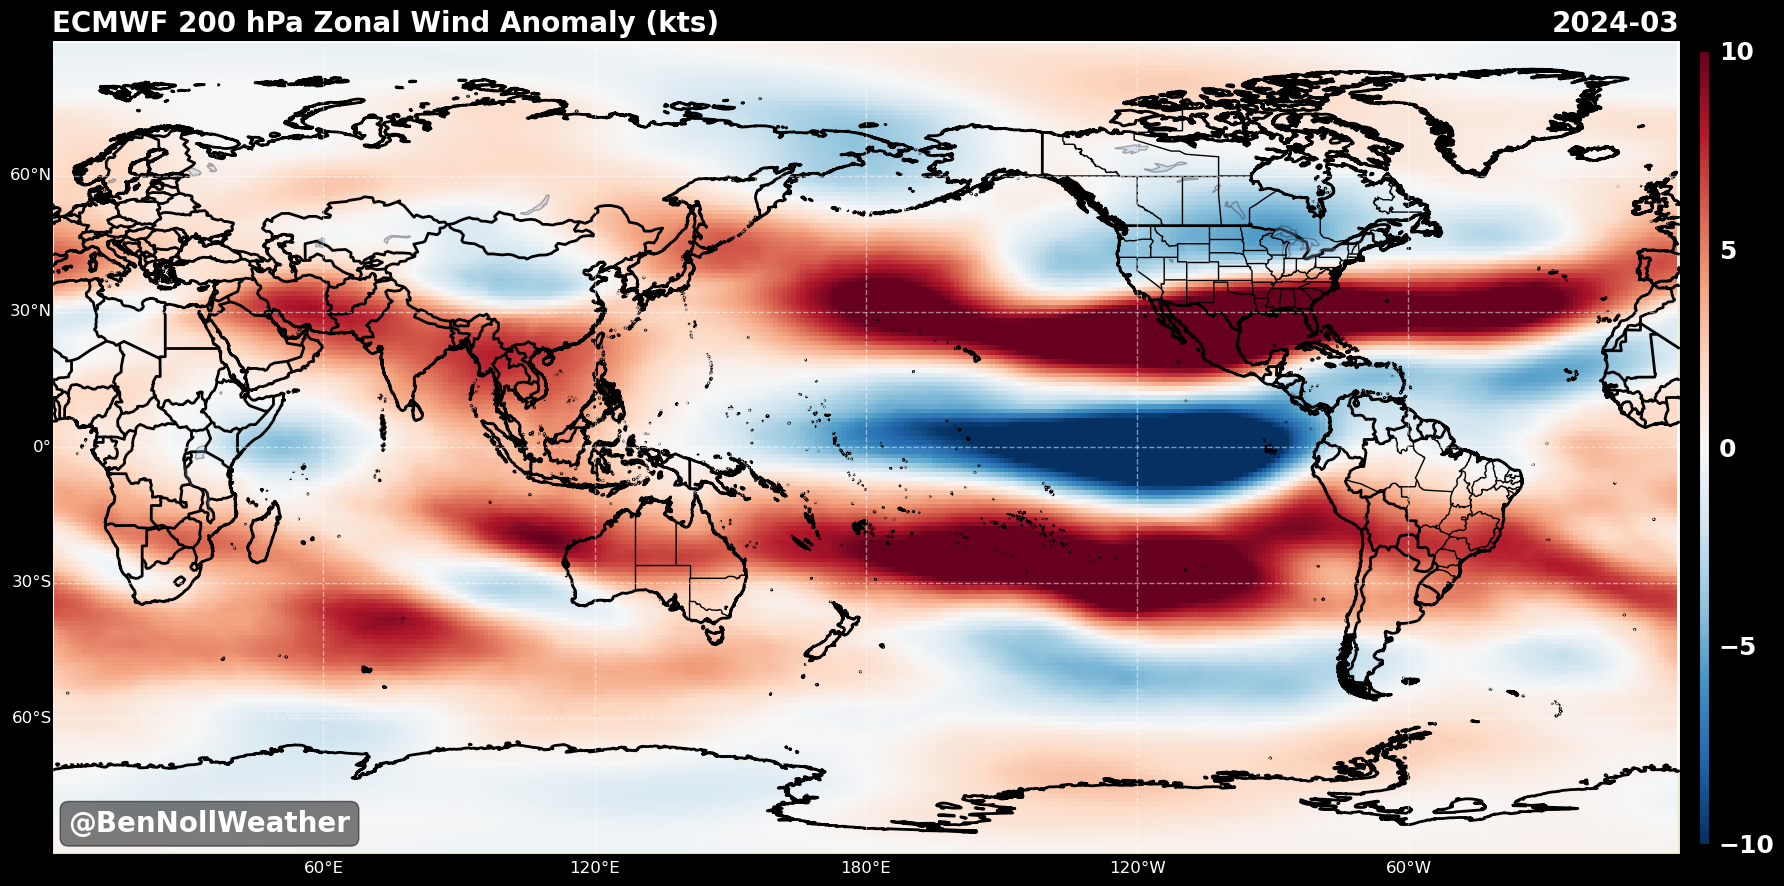 ECMWF 200 hPa Zonal Wind Anomaly (kts)
2024-03
10
5
0
−5
−10
60°N
30°N
0°
30°S
60°S
60°E
120°E
180°E
120°W
60°W
@BenNollWeather